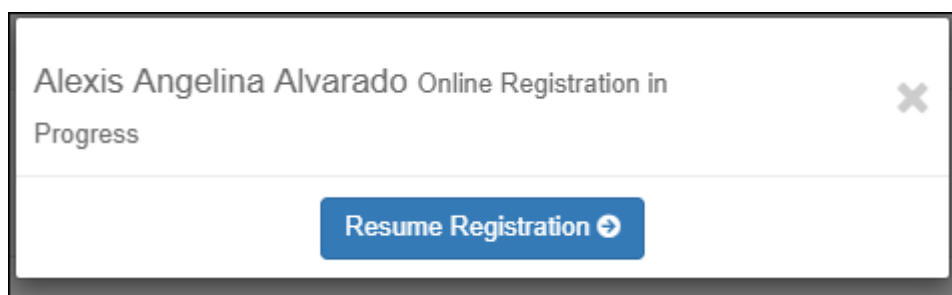 Alexis Angelina Alvarado Online Registration in
Progress
Resume Registration